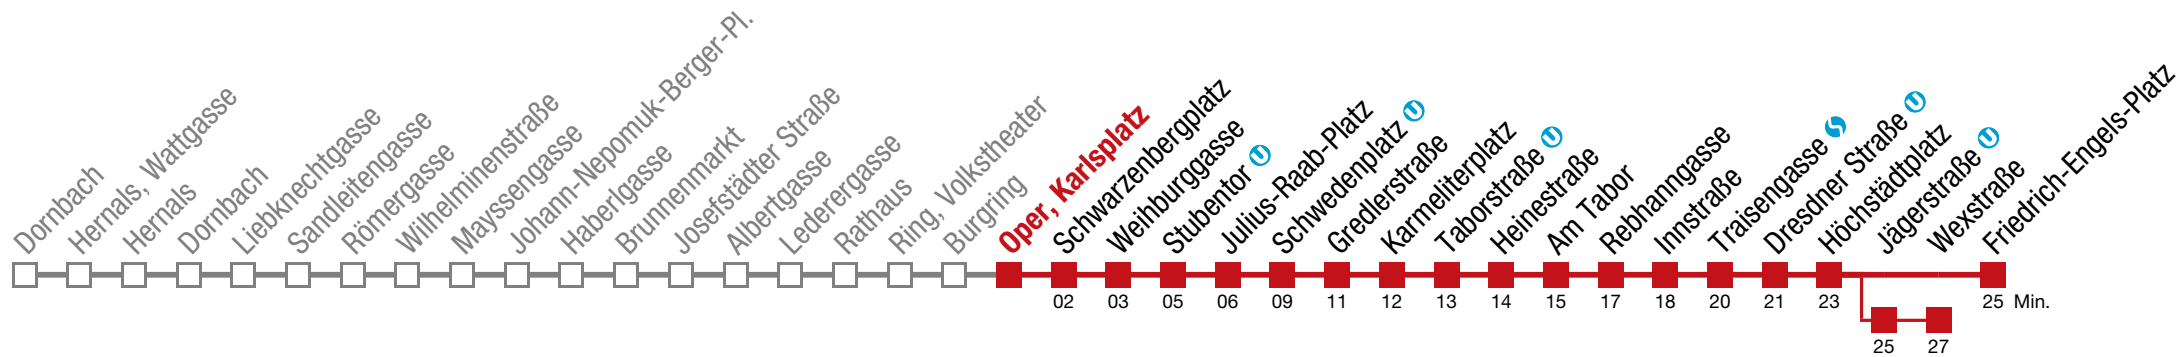 Dornbach
Hernals, Wattgasse
Hernals
Dornbach
Liebknechtgasse
Sandleitengasse
Römergasse
Wilhelminenstraße
Mayssengasse
Johann-Nepomuk-Berger-Pl.
Haberlgasse
Brunnenmarkt
Josefstädter Straße
Albertgasse
Lederergasse
Rathaus
Ring, Volkstheater
Burgring
Oper, Karlsplatz
Schwarzenbergplatz
Weihburggasse
Stubentor U
Julius-Raab-Platz
Schwedenplatz U
Gredlerstraße
Karmeliterplatz
Taborstraße U
Heinestraße
Am Tabor
Rebhanngasse
Innstraße
Traisengasse S
Dresdner Straße U
Höchstädtplatz
Jägerstraße U
Wexstraße
Friedrich-Engels-Platz
02 03 05 06 09 11 12 13 14 15 17 18 20 21 23 25 Min.
25 27